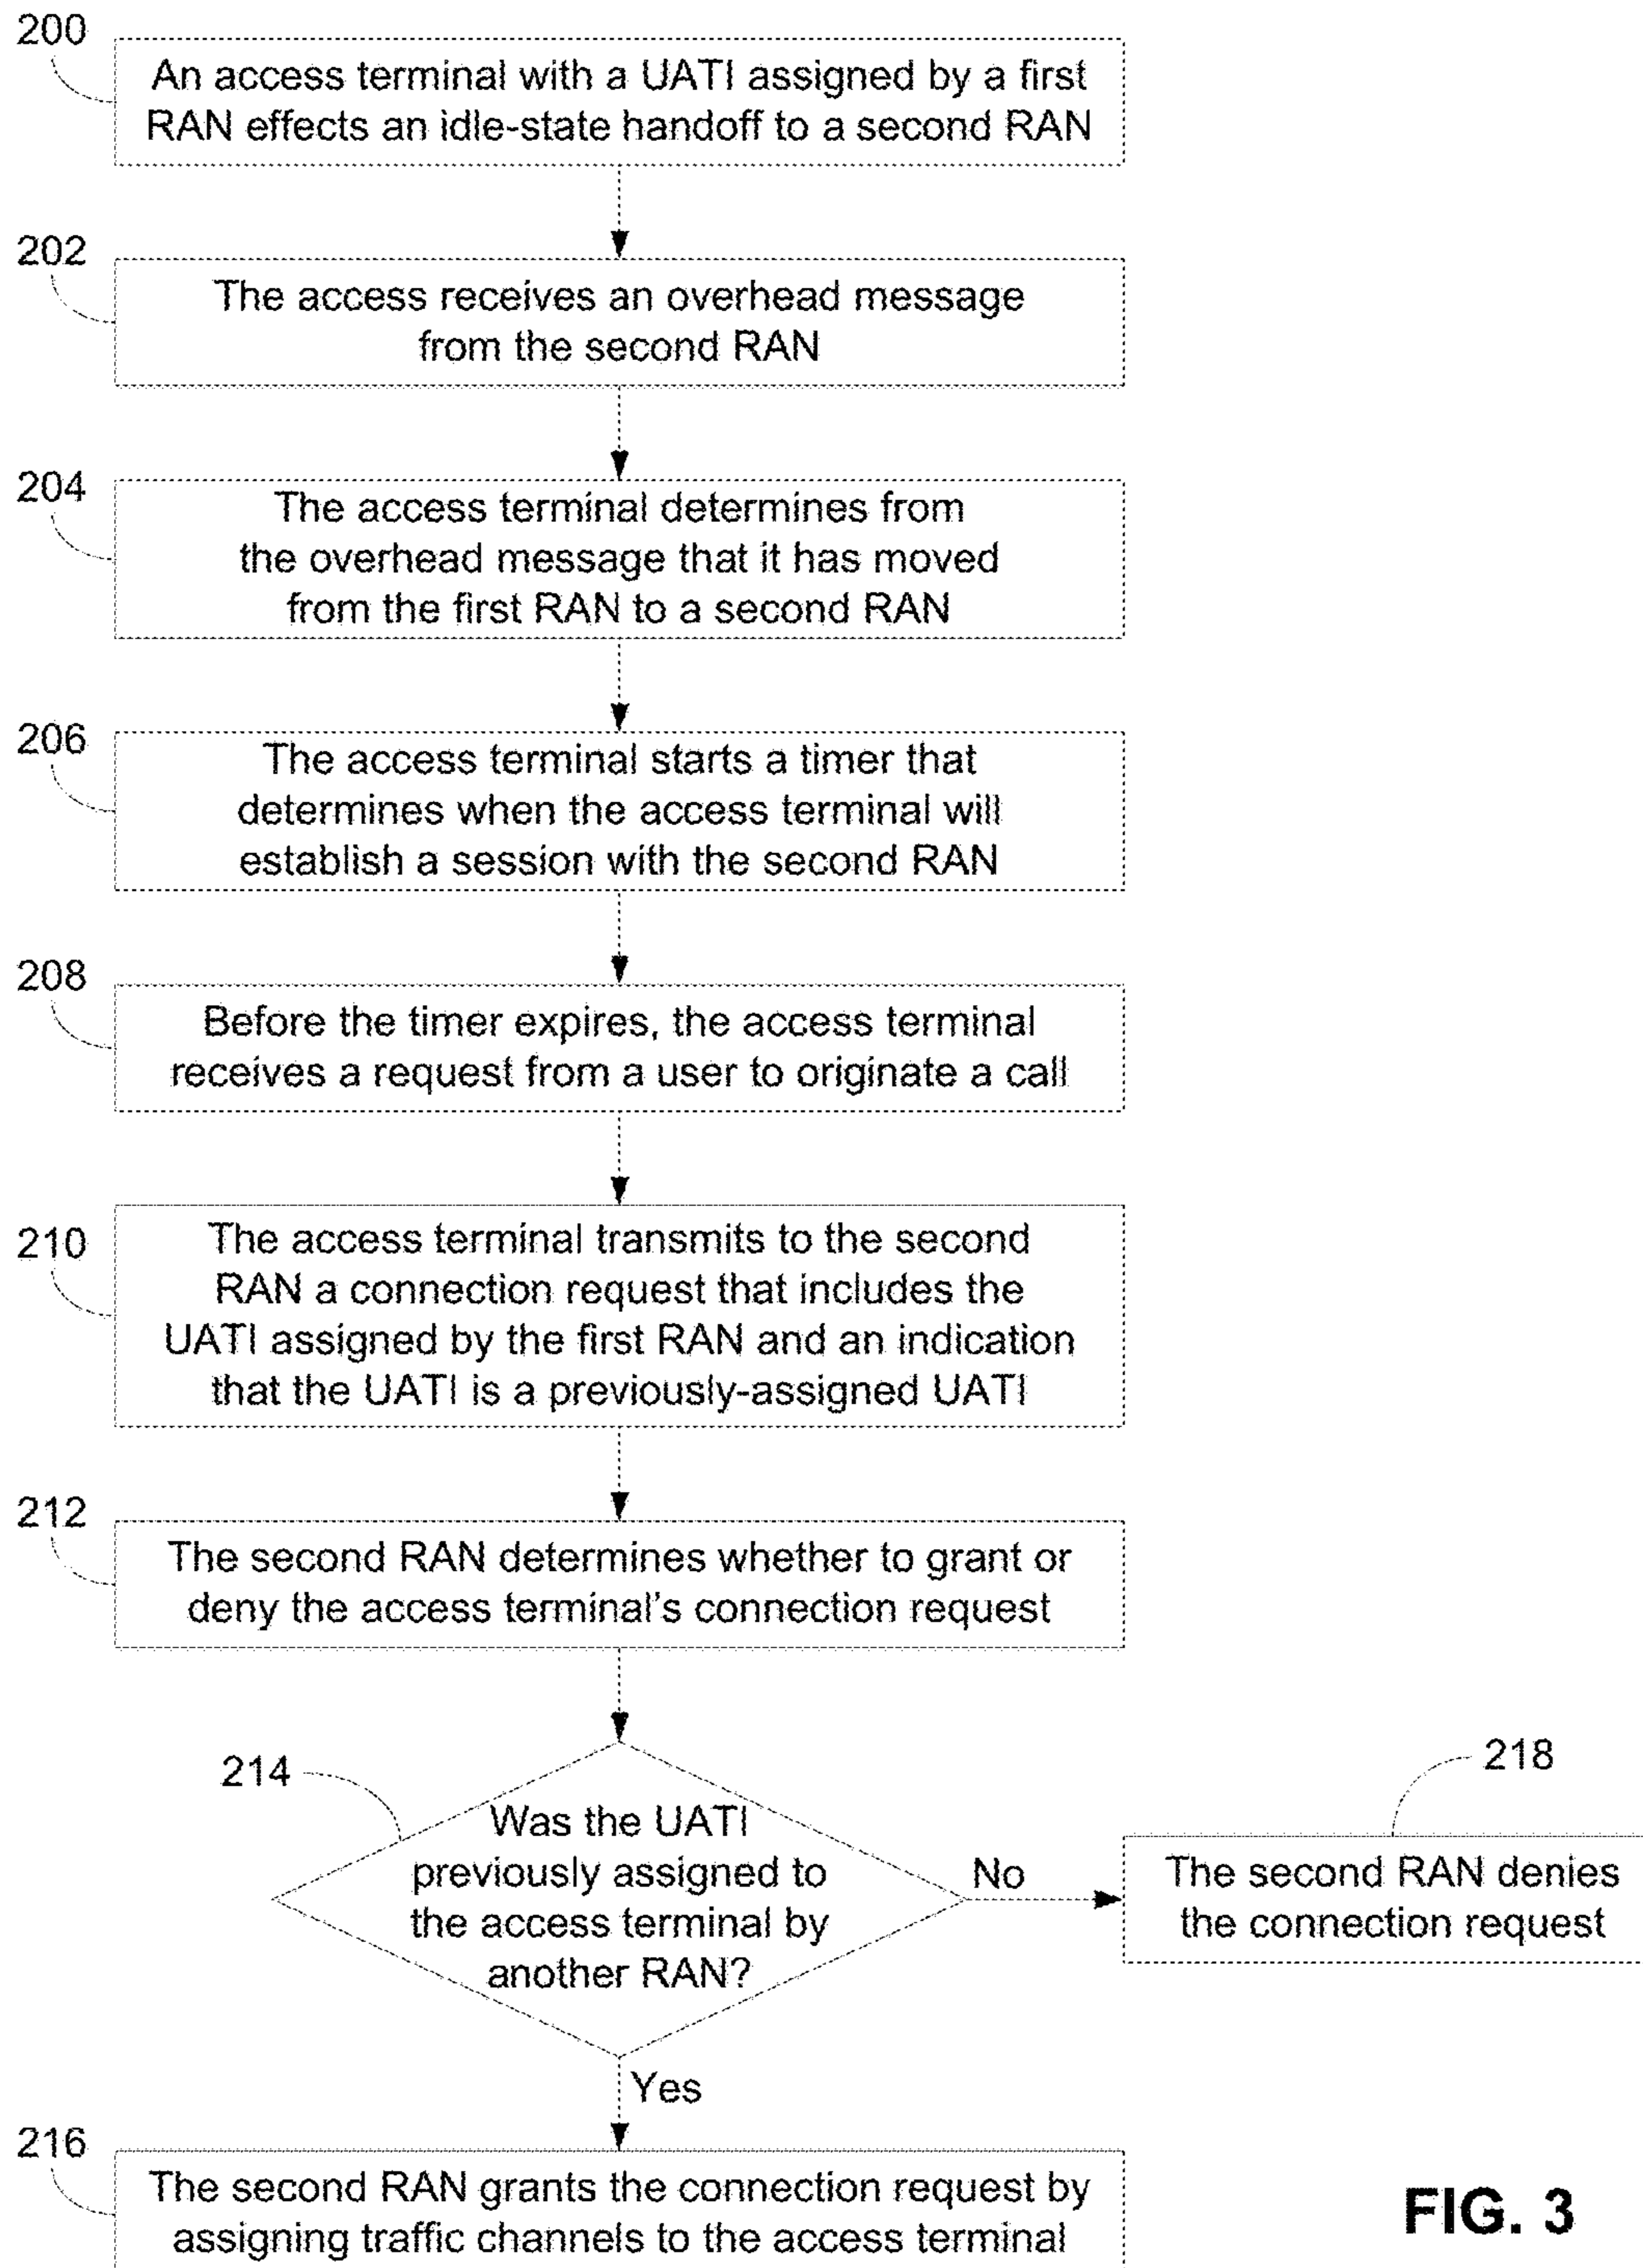 200
An access terminal with a UATI assigned by a first
RAN effects an idle-state handoff to a second RAN
202
The access receives an overhead message
from the second RAN
204
The access terminal determines from
the overhead message that it has moved
from the first RAN to a second RAN
206
The access terminal starts a timer that
determines when the access terminal will
establish a session with the second RAN
208
Before the timer expires, the access terminal
receives a request from a user to originate a call
210
The access terminal transmits to the second
RAN a connection request that includes the
UATI assigned by the first RAN and an indication
that the UATI is a previously-assigned UATI
212
The second RAN determines whether to grant or
deny the access terminal's connection request
214
Was the UATI
previously assigned to
the access terminal by
another RAN?
No
218
The second RAN denies
the connection request
Yes
216
The second RAN grants the connection request by
assigning traffic channels to the access terminal
FIG. 3